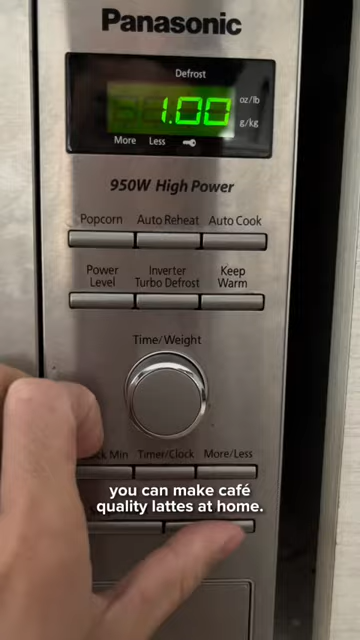 Panasonic
Defrost
1.00
oz/lb
g/kg
More Less
950W High Power
Popcorn Auto Reheat Auto Cook
Power Level
Inverter Turbo Defrost
Keep Warm
Time/Weight
Min Timer/Clock More/Less
you can make café
quality lattes at home.